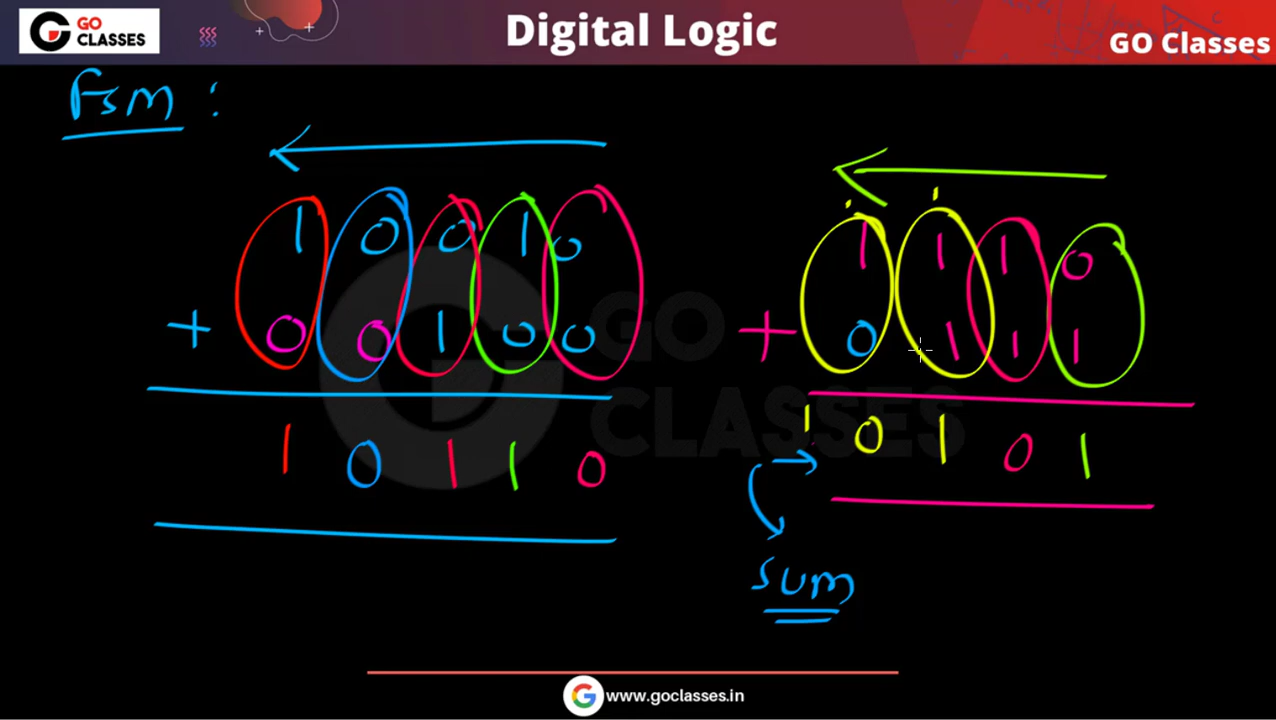 GO CLASSES
Digital Logic
GO Classes
FSM :
1 0 0 1 0
+ 0 0 1 0 0
1 0 1 1 0
1 1 1 0
+ 0 1 1 1
1 0 1 0 1
sum
GO CLASSES
www.goclasses.in